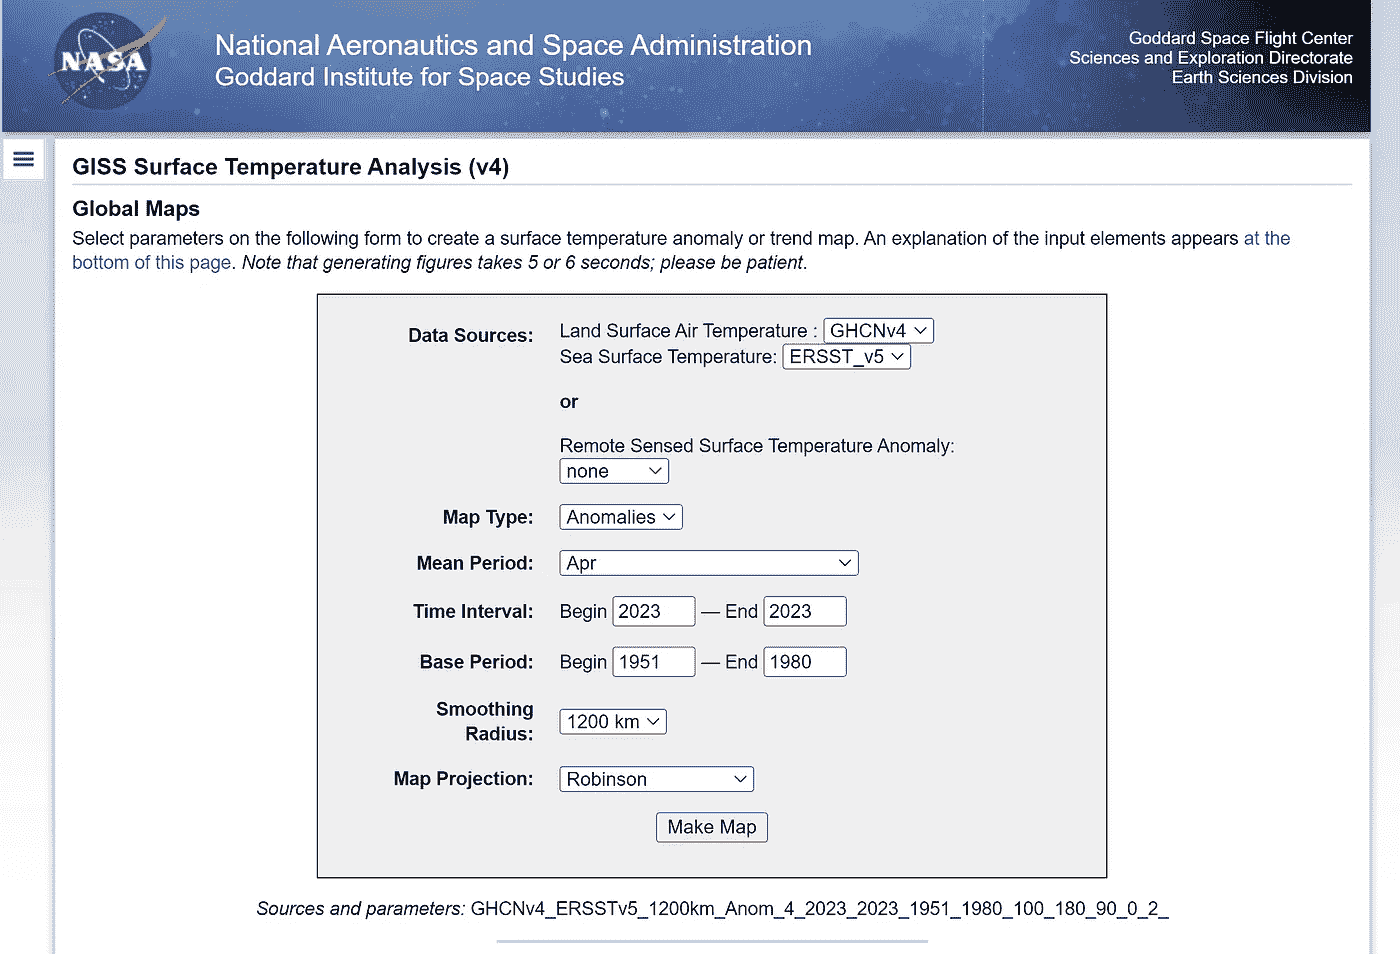 NASA
National Aeronautics and Space Administration
Goddard Institute for Space Studies
Goddard Space Flight Center
Sciences and Exploration Directorate
Earth Sciences Division
GISS Surface Temperature Analysis (v4)
Global Maps
Select parameters on the following form to create a surface temperature anomaly or trend map. An explanation of the input elements appears at the
bottom of this page. Note that generating figures takes 5 or 6 seconds; please be patient.
Data Sources: Land Surface Air Temperature : GHCNv4
Sea Surface Temperature: ERSST_v5
or
Remote Sensed Surface Temperature Anomaly:
none
Map Type: Anomalies
Mean Period: Apr
Time Interval: Begin 2023 — End 2023
Base Period: Begin 1951 — End 1980
Smoothing
Radius: 1200 km
Map Projection: Robinson
Make Map
Sources and parameters: GHCNv4_ERSSTv5_1200km_Anom_4_2023_2023_1951_1980_100_180_90_0_2_